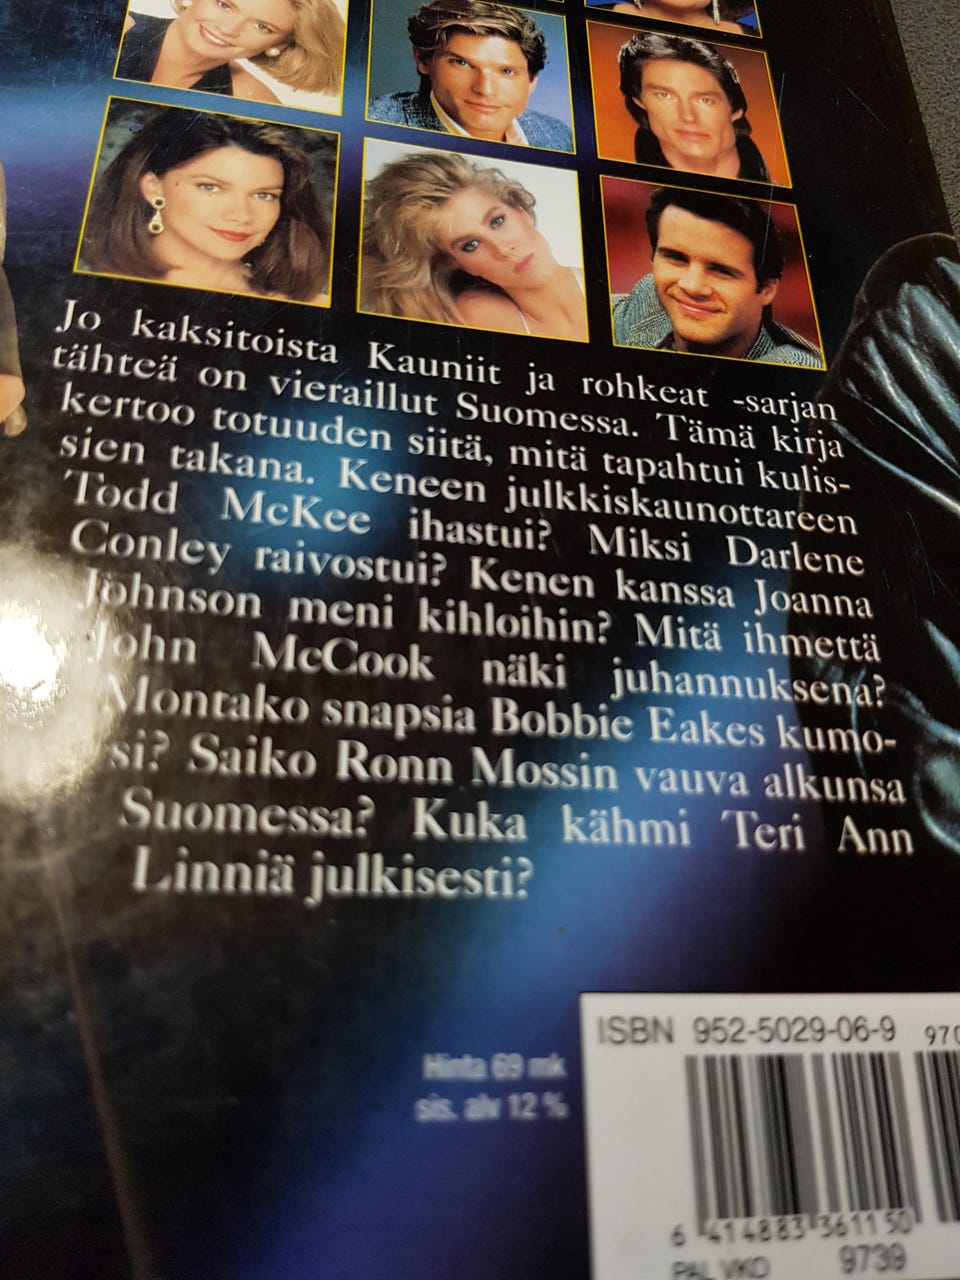 Jo kaksitoista Kauniit ja rohkeat -sarjan
tähteä on vieraillut Suomessa. Tämä kirja
kertoo totuuden siitä, mitä tapahtui kulis-
sien takana. Keneen julkkiskaunottareen
Todd McKee ihastui? Miksi Darlene
Conley raivostui? Kenen kanssa Joanna
Johnson meni kihloihin? Mitä ihmettä
John McCook näki juhannuksena?
Montako snapsia Bobbie Eakes kumo-
si? Saiko Ronn Mossin vauva alkunsa
Suomessa? Kuka kähmi Teri Ann
Linniä julkisesti?
ISBN 952-5029-06-9 970
Hinta 69 mk
sis. alv 12 %
6 414883 361150
PAL.VKO 9739